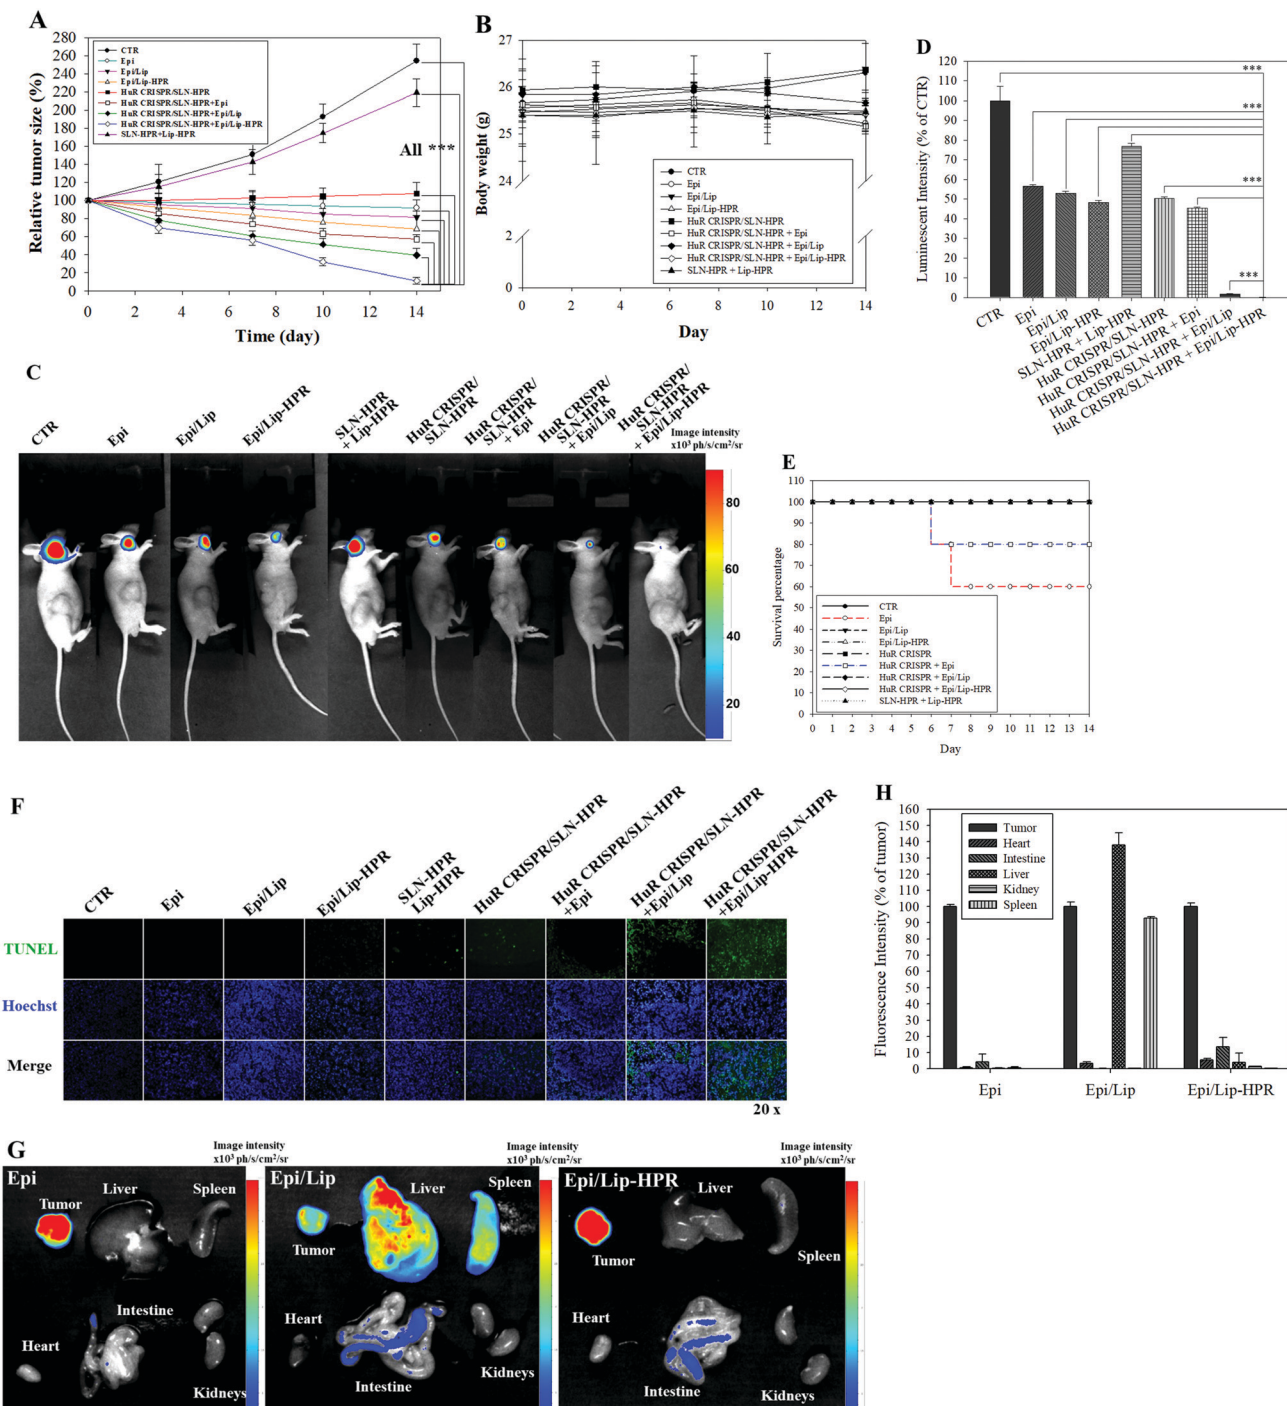 A
280
260
240
220
200
180
160
140
120
100
80
60
40
20
0
Relative tumor size (%)
CTR
Epi
Epi/Lip
Epi/Lip-HPR
HuR CRISPR/SLN-HPR
HuR CRISPR/SLN-HPR+Epi
HuR CRISPR/SLN-HPR+Epi/Lip
HuR CRISPR/SLN-HPR+Epi/Lip-HPR
SLN-HPR+Lip-HPR
All ***
0 2 4 6 8 10 12 14
Time (day)
B
27
26
25
24
2
0
Body weight (g)
CTR
Epi
Epi/Lip
Epi/Lip-HPR
HuR CRISPR/SLN-HPR
HuR CRISPR/SLN-HPR + Epi
HuR CRISPR/SLN-HPR + Epi/Lip
HuR CRISPR/SLN-HPR + Epi/Lip-HPR
SLN-HPR + Lip-HPR
0 2 4 6 8 10 12 14
Day
D
120
110
100
90
80
70
60
50
40
30
20
10
0
Luminescent Intensity (% of CTR)
***
***
***
***
CTR
Epi
Epi/Lip
Epi/Lip-HPR
SLN-HPR + Lip-HPR
HuR CRISPR/SLN-HPR
HuR CRISPR/SLN-HPR + Epi
HuR CRISPR/SLN-HPR + Epi/Lip
HuR CRISPR/SLN-HPR + Epi/Lip-HPR
C
CTR
Epi
Epi/Lip
Epi/Lip-HPR
SLN-HPR
+ Lip-HPR
HuR CRISPR/
SLN-HPR
HuR CRISPR/
SLN-HPR
+ Epi
HuR CRISPR/
SLN-HPR
+ Epi/Lip
HuR CRISPR/
SLN-HPR
+ Epi/Lip-HPR
Image intensity
x10³ ph/s/cm²/sr
80
60
40
20
E
110
100
90
80
70
60
50
40
30
20
10
0
Survival percentage
CTR
Epi
Epi/Lip
Epi/Lip-HPR
HuR CRISPR
HuR CRISPR + Epi
HuR CRISPR + Epi/Lip
HuR CRISPR + Epi/Lip-HPR
SLN-HPR + Lip-HPR
0 1 2 3 4 5 6 7 8 9 10 11 12 13 14
Day
F
CTR
Epi
Epi/Lip
Epi/Lip-HPR
SLN-HPR
Lip-HPR
HuR CRISPR/SLN-HPR
HuR CRISPR/SLN-HPR
+Epi
HuR CRISPR/SLN-HPR
+Epi/Lip
HuR CRISPR/SLN-HPR
+Epi/Lip-HPR
TUNEL
Hoechst
Merge
20 x
H
160
150
140
130
120
110
100
90
80
70
60
50
40
30
20
10
0
Fluorescence Intensity (% of tumor)
Tumor
Heart
Intestine
Liver
Kidney
Spleen
Epi Epi/Lip Epi/Lip-HPR
G
Image intensity
x10³ ph/s/cm²/sr
Epi
Tumor
Liver
Spleen
Intestine
Heart
Kidneys
Image intensity
x10³ ph/s/cm²/sr
Epi/Lip
Liver
Spleen
Tumor
Heart
Kidneys
Intestine
Image intensity
x10³ ph/s/cm²/sr
Epi/Lip-HPR
Liver
Tumor
Spleen
Heart
Intestine
Kidneys